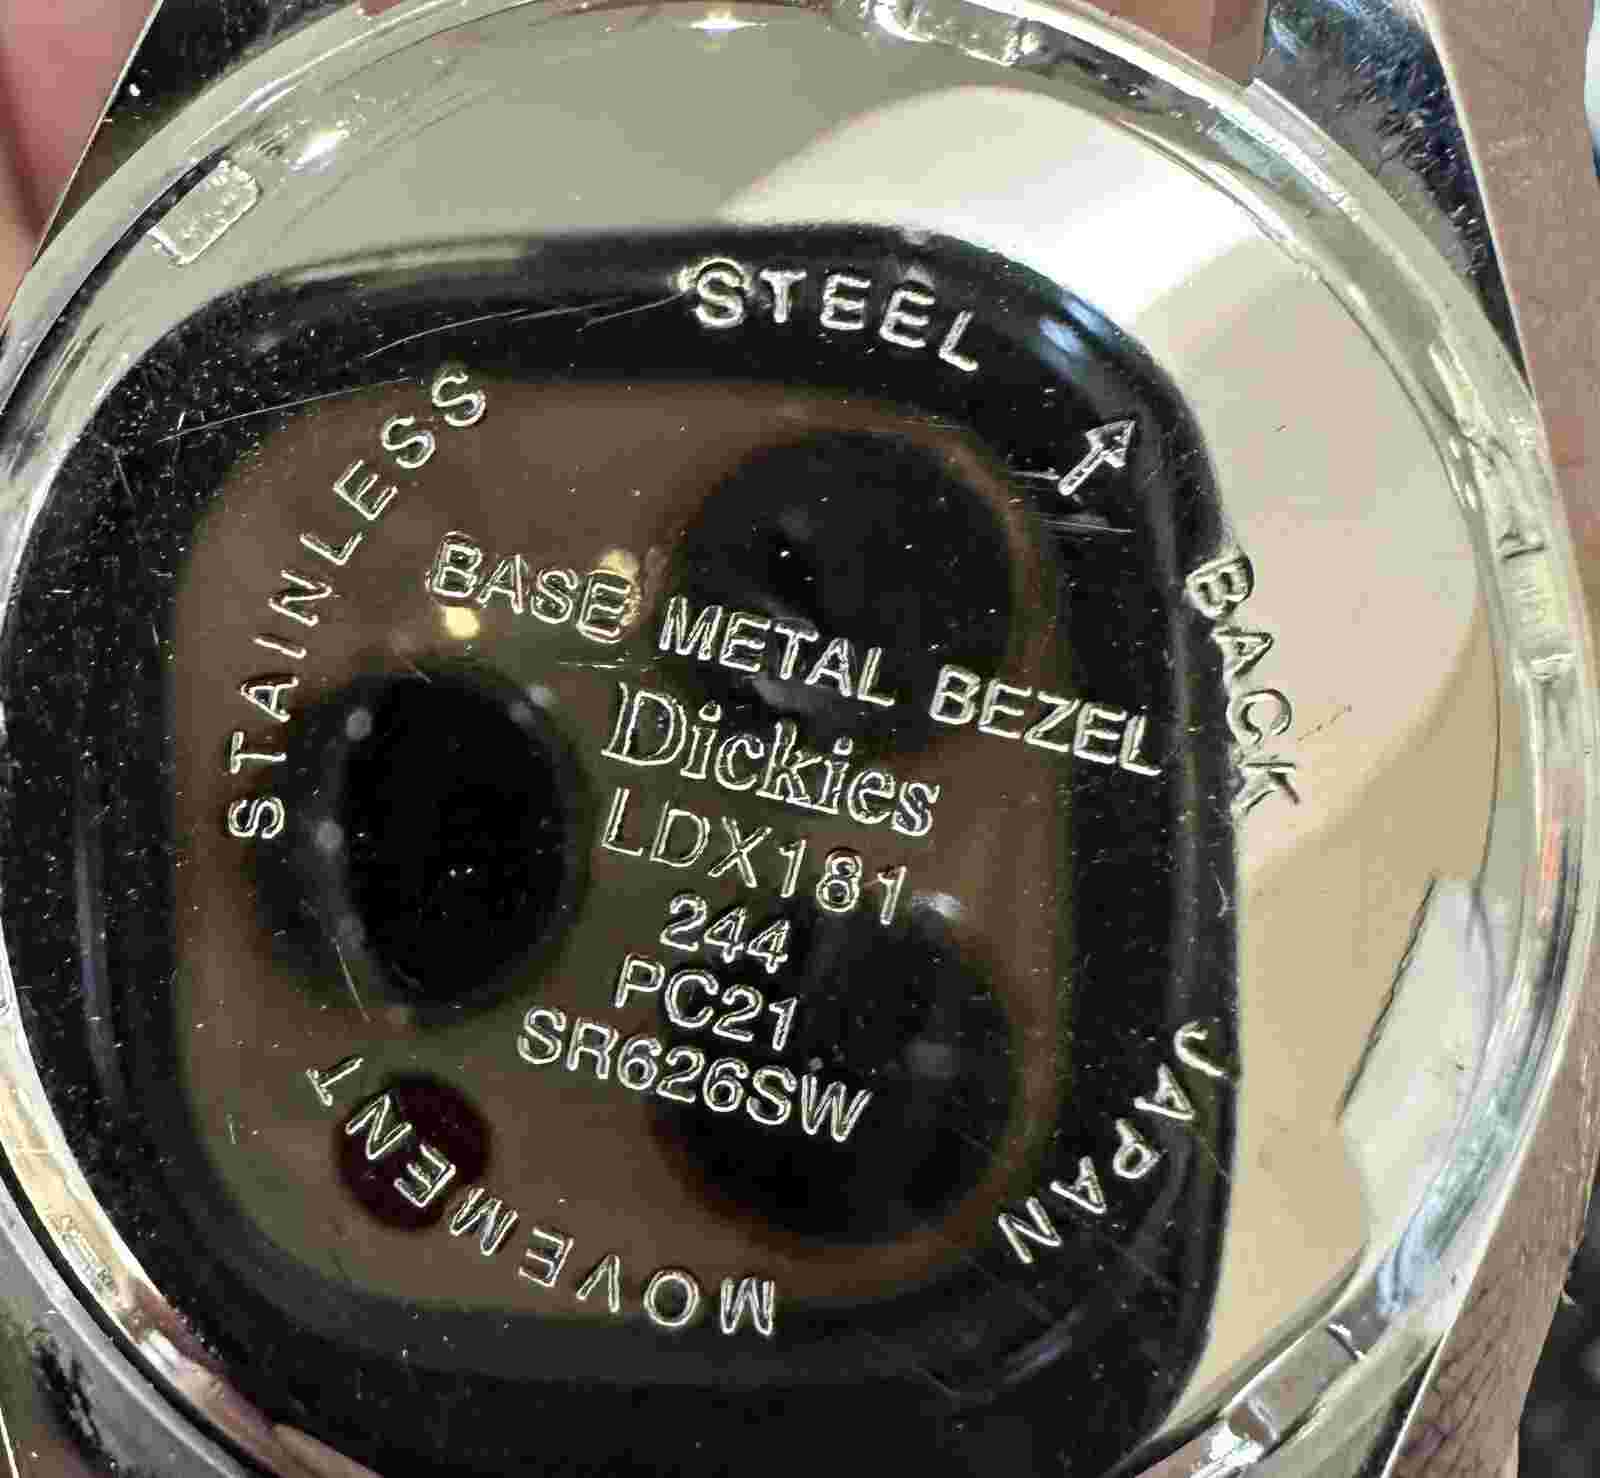 STAINLESS STEEL BACK
BASE METAL BEZEL
Dickies
LDX181
244
PC21
SR626SW
JAPAN MOVEMENT